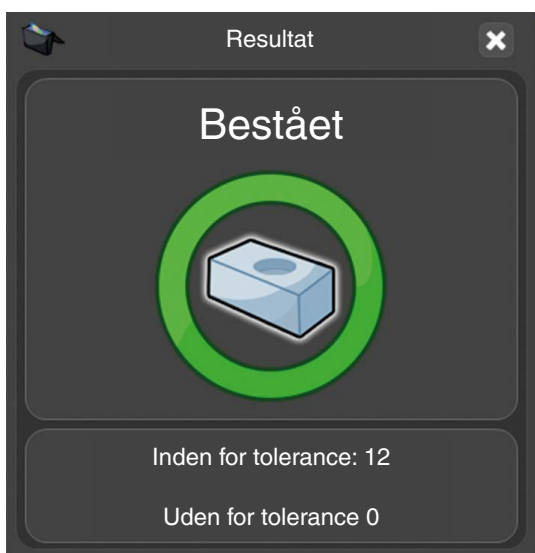 Resultat
Bestået
Inden for tolerance: 12
Uden for tolerance 0